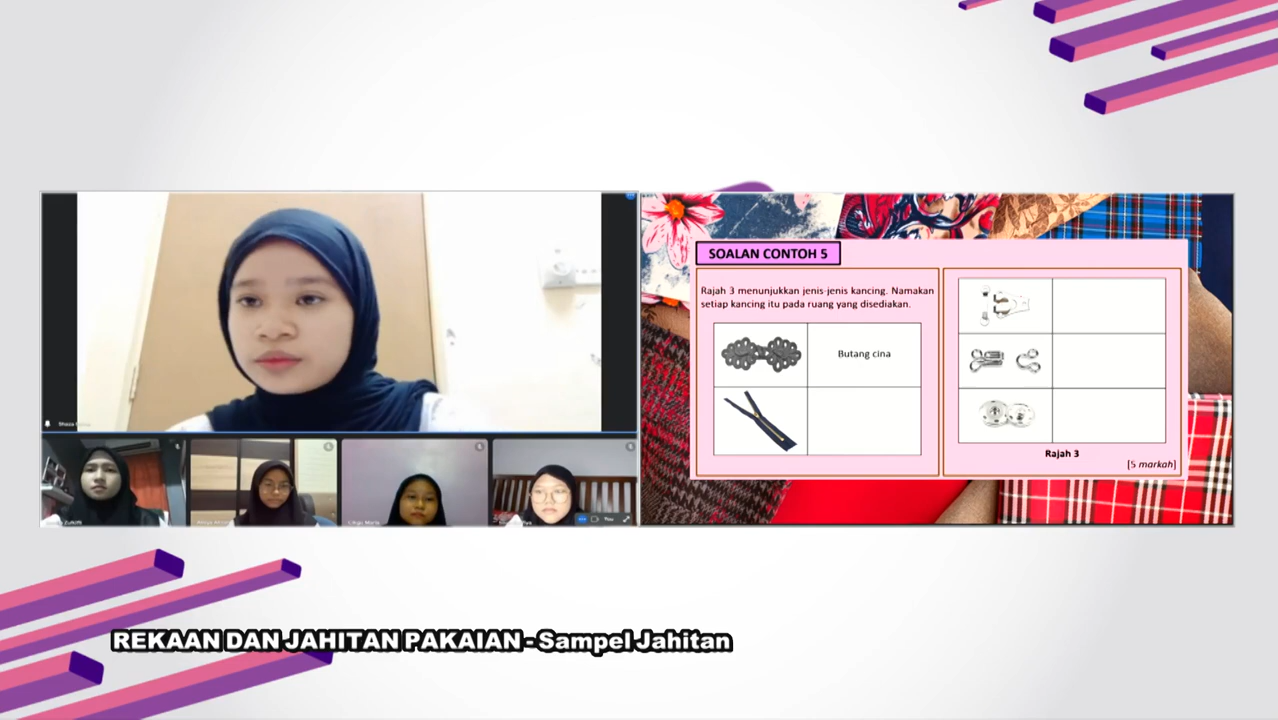 SOALAN CONTOH 5
Rajah 3 menunjukkan jenis-jenis kancing. Namakan
setiap kancing itu pada ruang yang disediakan.
Butang cina
Rajah 3
[5 markah]
You
REKAAN DAN JAHITAN PAKAIAN - Sampel Jahitan